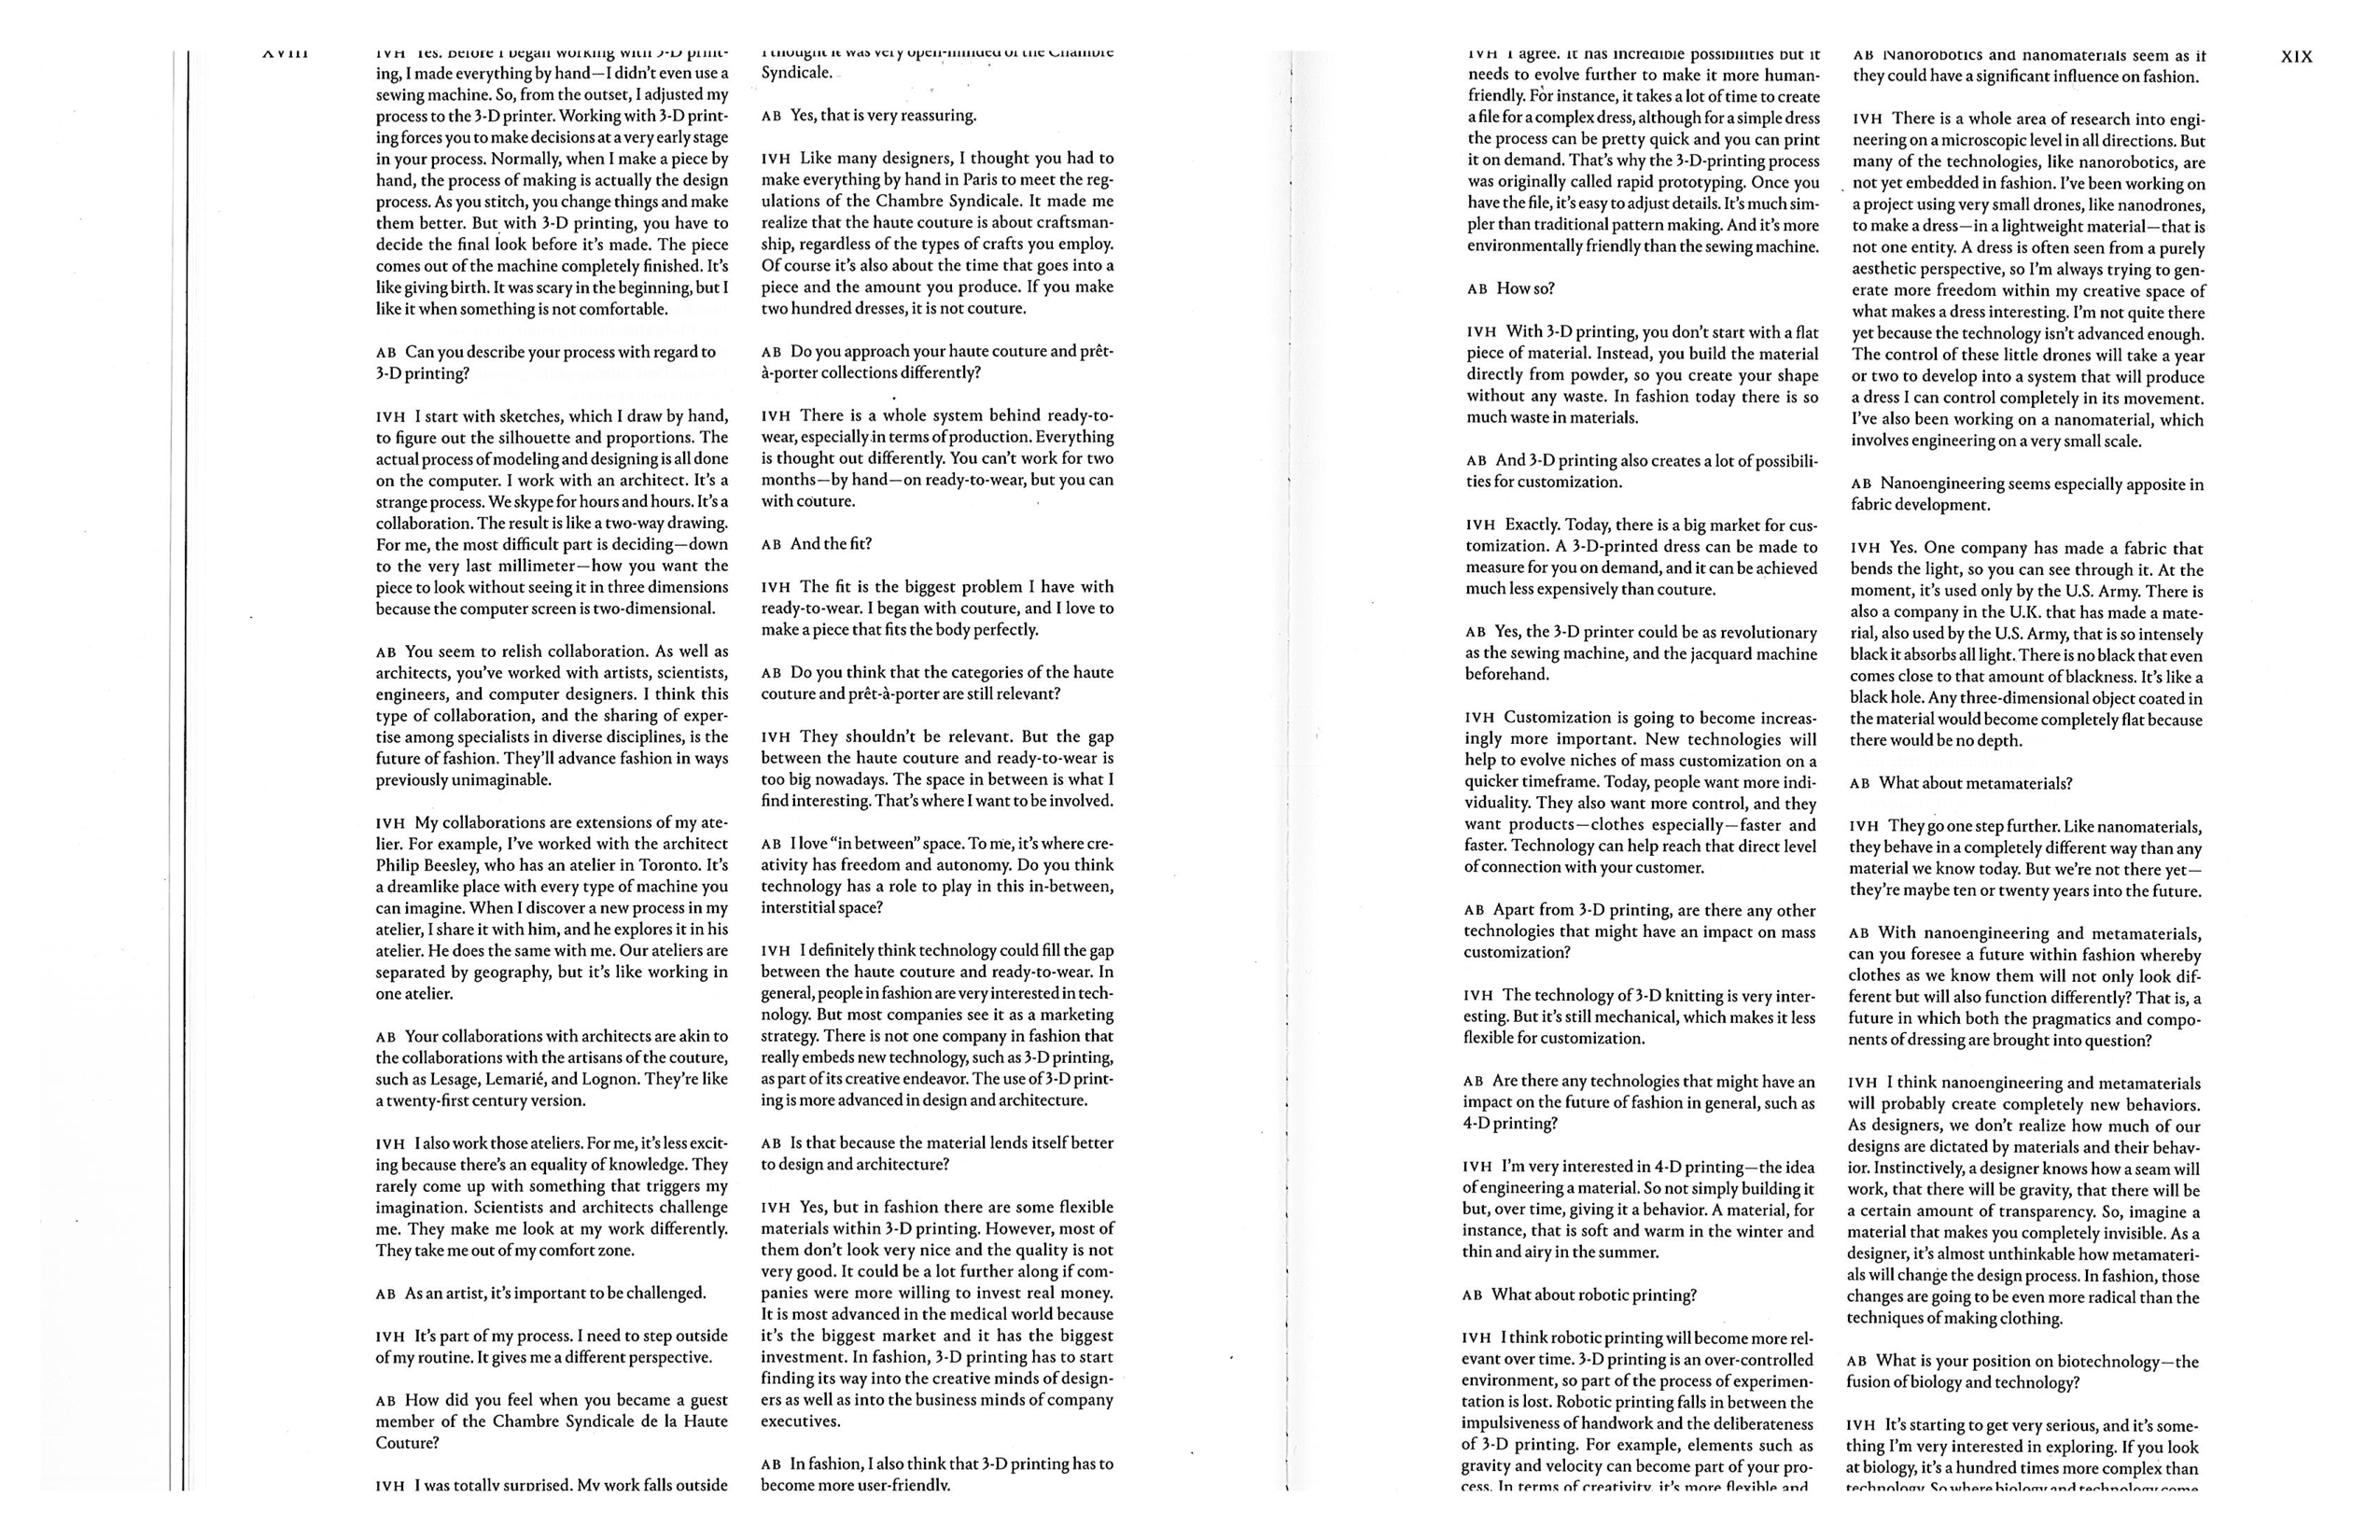 XVIII
IVH Yes. Before I began working with 3-D print-
ing, I made everything by hand—I didn't even use a
sewing machine. So, from the outset, I adjusted my
process to the 3-D printer. Working with 3-D print-
ing forces you to make decisions at a very early stage
in your process. Normally, when I make a piece by
hand, the process of making is actually the design
process. As you stitch, you change things and make
them better. But with 3-D printing, you have to
decide the final look before it's made. The piece
comes out of the machine completely finished. It's
like giving birth. It was scary in the beginning, but I
like it when something is not comfortable.
AB Can you describe your process with regard to
3-D printing?
IVH I start with sketches, which I draw by hand,
to figure out the silhouette and proportions. The
actual process of modeling and designing is all done
on the computer. I work with an architect. It's a
strange process. We skype for hours and hours. It's a
collaboration. The result is like a two-way drawing.
For me, the most difficult part is deciding—down
to the very last millimeter—how you want the
piece to look without seeing it in three dimensions
because the computer screen is two-dimensional.
AB You seem to relish collaboration. As well as
architects, you've worked with artists, scientists,
engineers, and computer designers. I think this
type of collaboration, and the sharing of exper-
tise among specialists in diverse disciplines, is the
future of fashion. They'll advance fashion in ways
previously unimaginable.
IVH My collaborations are extensions of my ate-
lier. For example, I've worked with the architect
Philip Beesley, who has an atelier in Toronto. It's
a dreamlike place with every type of machine you
can imagine. When I discover a new process in my
atelier, I share it with him, and he explores it in his
atelier. He does the same with me. Our ateliers are
separated by geography, but it's like working in
one atelier.
AB Your collaborations with architects are akin to
the collaborations with the artisans of the couture,
such as Lesage, Lemarié, and Lognon. They're like
a twenty-first century version.
IVH I also work those ateliers. For me, it's less excit-
ing because there's an equality of knowledge. They
rarely come up with something that triggers my
imagination. Scientists and architects challenge
me. They make me look at my work differently.
They take me out of my comfort zone.
AB As an artist, it's important to be challenged.
IVH It's part of my process. I need to step outside
of my routine. It gives me a different perspective.
AB How did you feel when you became a guest
member of the Chambre Syndicale de la Haute
Couture?
IVH I was totally surprised. My work falls outside
I thought it was very open-minded of the Chambre
Syndicale.
AB Yes, that is very reassuring.
IVH Like many designers, I thought you had to
make everything by hand in Paris to meet the reg-
ulations of the Chambre Syndicale. It made me
realize that the haute couture is about craftsman-
ship, regardless of the types of crafts you employ.
Of course it's also about the time that goes into a
piece and the amount you produce. If you make
two hundred dresses, it is not couture.
AB Do you approach your haute couture and prêt-
à-porter collections differently?
IVH There is a whole system behind ready-to-
wear, especially in terms of production. Everything
is thought out differently. You can't work for two
months—by hand—on ready-to-wear, but you can
with couture.
AB And the fit?
IVH The fit is the biggest problem I have with
ready-to-wear. I began with couture, and I love to
make a piece that fits the body perfectly.
AB Do you think that the categories of the haute
couture and prêt-à-porter are still relevant?
IVH They shouldn't be relevant. But the gap
between the haute couture and ready-to-wear is
too big nowadays. The space in between is what I
find interesting. That's where I want to be involved.
AB I love “in between” space. To me, it's where cre-
ativity has freedom and autonomy. Do you think
technology has a role to play in this in-between,
interstitial space?
IVH I definitely think technology could fill the gap
between the haute couture and ready-to-wear. In
general, people in fashion are very interested in tech-
nology. But most companies see it as a marketing
strategy. There is not one company in fashion that
really embeds new technology, such as 3-D printing,
as part of its creative endeavor. The use of 3-D print-
ing is more advanced in design and architecture.
AB Is that because the material lends itself better
to design and architecture?
IVH Yes, but in fashion there are some flexible
materials within 3-D printing. However, most of
them don't look very nice and the quality is not
very good. It could be a lot further along if com-
panies were more willing to invest real money.
It is most advanced in the medical world because
it's the biggest market and it has the biggest
investment. In fashion, 3-D printing has to start
finding its way into the creative minds of design-
ers as well as into the business minds of company
executives.
AB In fashion, I also think that 3-D printing has to
become more user-friendly.
IVH I agree. It has incredible possibilities but it
needs to evolve further to make it more human-
friendly. For instance, it takes a lot of time to create
a file for a complex dress, although for a simple dress
the process can be pretty quick and you can print
it on demand. That's why the 3-D-printing process
was originally called rapid prototyping. Once you
have the file, it's easy to adjust details. It's much sim-
pler than traditional pattern making. And it's more
environmentally friendly than the sewing machine.
AB How so?
IVH With 3-D printing, you don't start with a flat
piece of material. Instead, you build the material
directly from powder, so you create your shape
without any waste. In fashion today there is so
much waste in materials.
AB And 3-D printing also creates a lot of possibili-
ties for customization.
IVH Exactly. Today, there is a big market for cus-
tomization. A 3-D-printed dress can be made to
measure for you on demand, and it can be achieved
much less expensively than couture.
AB Yes, the 3-D printer could be as revolutionary
as the sewing machine, and the jacquard machine
beforehand.
IVH Customization is going to become increas-
ingly more important. New technologies will
help to evolve niches of mass customization on a
quicker timeframe. Today, people want more indi-
viduality. They also want more control, and they
want products—clothes especially—faster and
faster. Technology can help reach that direct level
of connection with your customer.
AB Apart from 3-D printing, are there any other
technologies that might have an impact on mass
customization?
IVH The technology of 3-D knitting is very inter-
esting. But it's still mechanical, which makes it less
flexible for customization.
AB Are there any technologies that might have an
impact on the future of fashion in general, such as
4-D printing?
IVH I'm very interested in 4-D printing—the idea
of engineering a material. So not simply building it
but, over time, giving it a behavior. A material, for
instance, that is soft and warm in the winter and
thin and airy in the summer.
AB What about robotic printing?
IVH I think robotic printing will become more rel-
evant over time. 3-D printing is an over-controlled
environment, so part of the process of experimen-
tation is lost. Robotic printing falls in between the
impulsiveness of handwork and the deliberateness
of 3-D printing. For example, elements such as
gravity and velocity can become part of your pro-
cess. In terms of creativity, it's more flexible and
AB Nanorobotics and nanomaterials seem as if
they could have a significant influence on fashion.
IVH There is a whole area of research into engi-
neering on a microscopic level in all directions. But
many of the technologies, like nanorobotics, are
not yet embedded in fashion. I've been working on
a project using very small drones, like nanodrones,
to make a dress—in a lightweight material—that is
not one entity. A dress is often seen from a purely
aesthetic perspective, so I'm always trying to gen-
erate more freedom within my creative space of
what makes a dress interesting. I'm not quite there
yet because the technology isn't advanced enough.
The control of these little drones will take a year
or two to develop into a system that will produce
a dress I can control completely in its movement.
I've also been working on a nanomaterial, which
involves engineering on a very small scale.
AB Nanoengineering seems especially apposite in
fabric development.
IVH Yes. One company has made a fabric that
bends the light, so you can see through it. At the
moment, it's used only by the U.S. Army. There is
also a company in the U.K. that has made a mate-
rial, also used by the U.S. Army, that is so intensely
black it absorbs all light. There is no black that even
comes close to that amount of blackness. It's like a
black hole. Any three-dimensional object coated in
the material would become completely flat because
there would be no depth.
AB What about metamaterials?
IVH They go one step further. Like nanomaterials,
they behave in a completely different way than any
material we know today. But we're not there yet—
they're maybe ten or twenty years into the future.
AB With nanoengineering and metamaterials,
can you foresee a future within fashion whereby
clothes as we know them will not only look dif-
ferent but will also function differently? That is, a
future in which both the pragmatics and compo-
nents of dressing are brought into question?
IVH I think nanoengineering and metamaterials
will probably create completely new behaviors.
As designers, we don't realize how much of our
designs are dictated by materials and their behav-
ior. Instinctively, a designer knows how a seam will
work, that there will be gravity, that there will be
a certain amount of transparency. So, imagine a
material that makes you completely invisible. As a
designer, it's almost unthinkable how metamateri-
als will change the design process. In fashion, those
changes are going to be even more radical than the
techniques of making clothing.
AB What is your position on biotechnology—the
fusion of biology and technology?
IVH It's starting to get very serious, and it's some-
thing I'm very interested in exploring. If you look
at biology, it's a hundred times more complex than
technology. So where biology and technology come
XIX